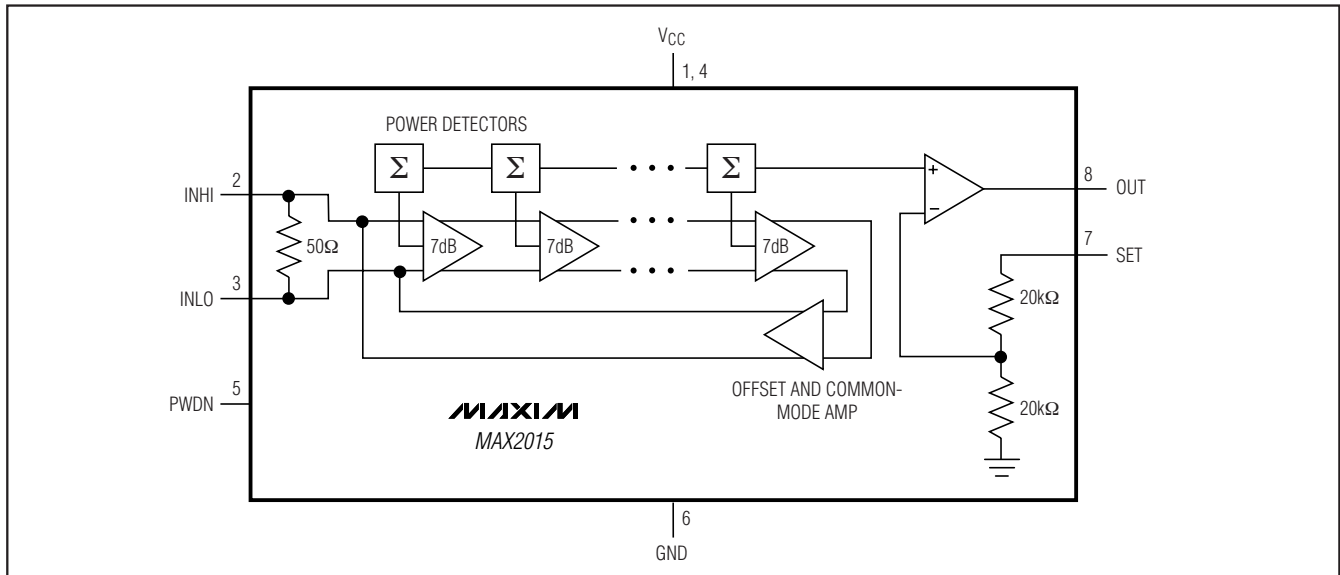 VCC
1, 4
POWER DETECTORS
Σ Σ • • • Σ
+
8
OUT
2
INHI
−
7dB 7dB • • • 7dB
50Ω
7
SET
• • •
3
INLO
20kΩ
OFFSET AND COMMON-
MODE AMP
5
PWDN
MAXIM
MAX2015
20kΩ
6
GND